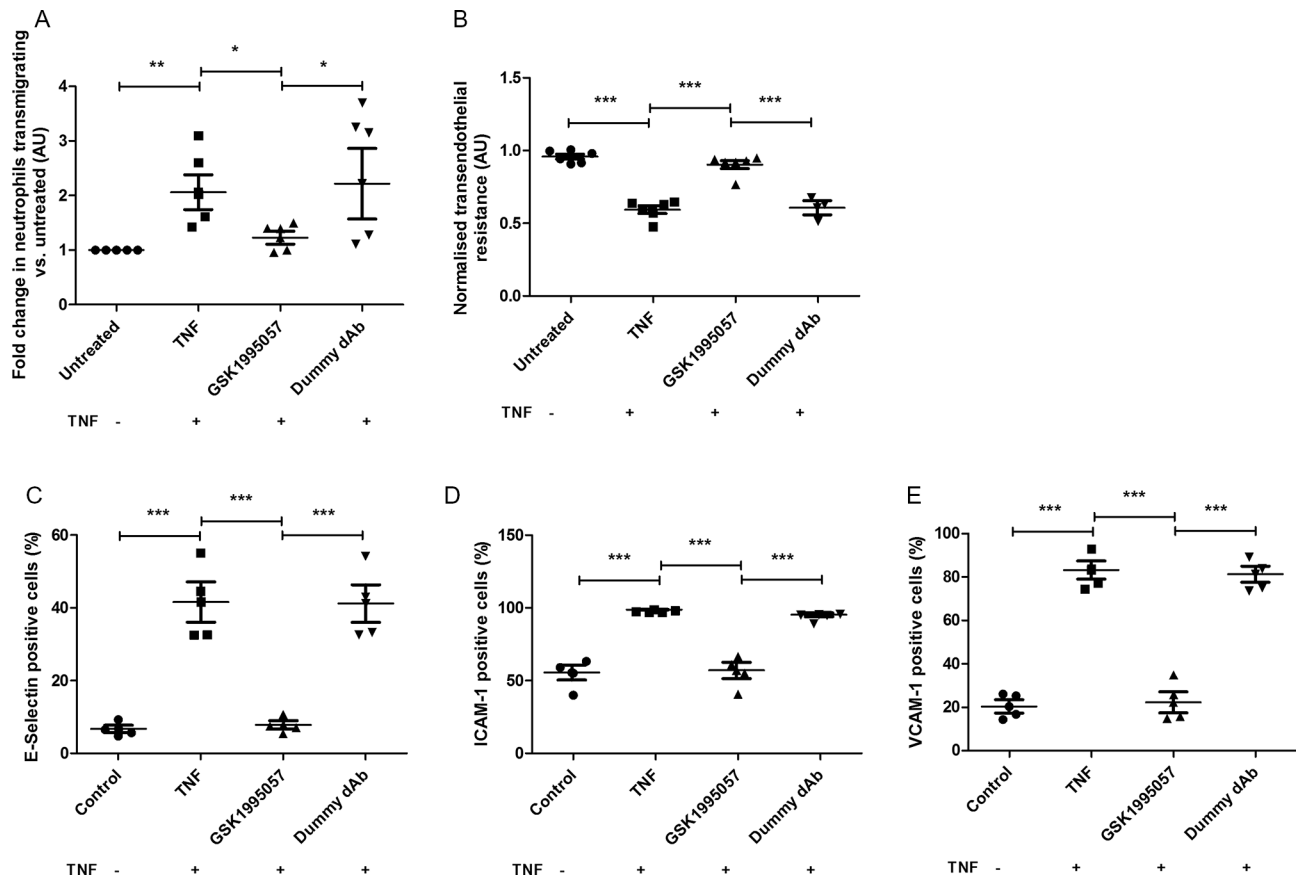 A
** * *
Fold change in neutrophils transmigrating
vs. untreated (AU)
4
3
2
1
0
Untreated TNF GSK1995057 Dummy dAb
TNF - + + +
B
*** *** ***
Normalised transendothelial
resistance (AU)
1.5
1.0
0.5
0.0
Untreated TNF GSK1995057 Dummy dAb
TNF - + + +
C
*** *** ***
E-Selectin positive cells (%)
60
40
20
0
Control TNF GSK1995057 Dummy dAb
TNF - + + +
D
*** *** ***
ICAM-1 positive cells (%)
150
100
50
0
Control TNF GSK1995057 Dummy dAb
TNF - + + +
E
*** *** ***
VCAM-1 positive cells (%)
100
80
60
40
20
0
Control TNF GSK1995057 Dummy dAb
TNF - + + +